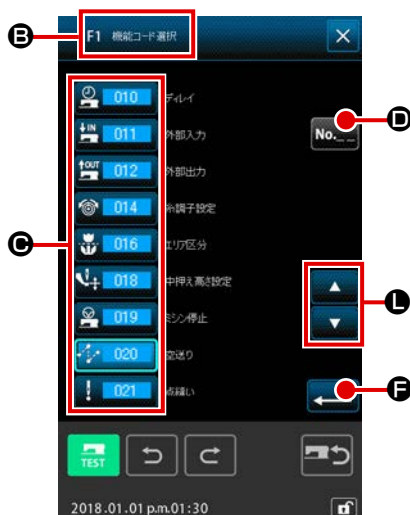 B
F1 機能コード選択
010 ディレイ
D
IN 011 外部入力
No._ _
OUT 012 外部出力
014 糸調子設定
C
016 エリア区分
018 中押え高さ設定
L
019 ミシン停止
020 空送り
F
021 点縫い
TEST
2018.01.01 p.m.01:30